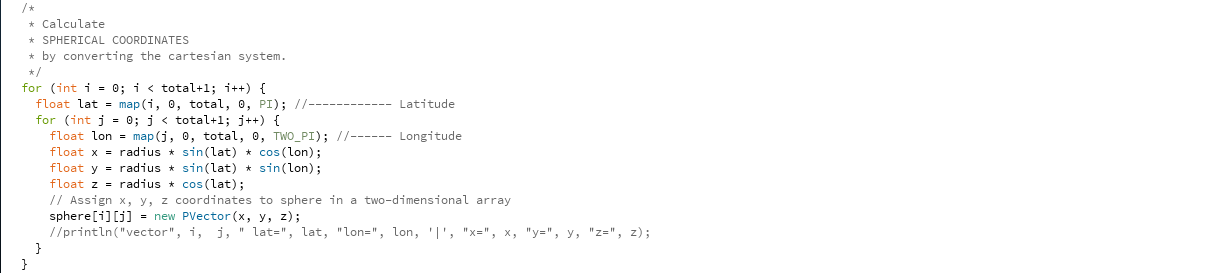 /*
 * Calculate
 * SPHERICAL COORDINATES
 * by converting the cartesian system.
 */
for (int i = 0; i < total+1; i++) {
  float lat = map(i, 0, total, 0, PI); //------------ Latitude
  for (int j = 0; j < total+1; j++) {
    float lon = map(j, 0, total, 0, TWO_PI); //------ Longitude
    float x = radius * sin(lat) * cos(lon);
    float y = radius * sin(lat) * sin(lon);
    float z = radius * cos(lat);
    // Assign x, y, z coordinates to sphere in a two-dimensional array
    sphere[i][j] = new PVector(x, y, z);
    //println("vector", i,  j, " lat=", lat, "lon=", lon, '|', "x=", x, "y=", y, "z=", z);
  }
}